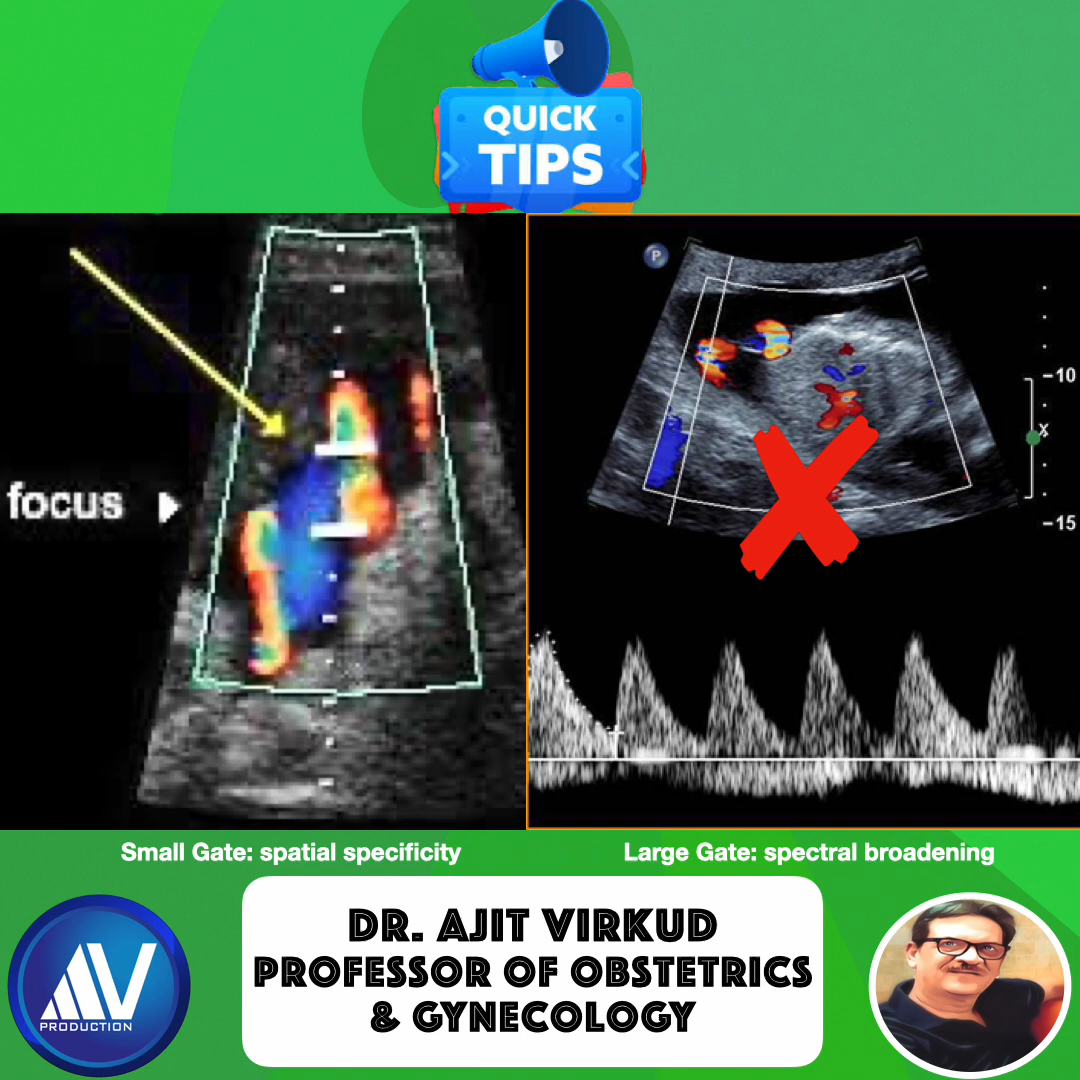 QUICK
TIPS
focus
P
-10
X
-15
Small Gate: spatial specificity
Large Gate: spectral broadening
AV
PRODUCTION
DR. AJIT VIRKUD
PROFESSOR OF OBSTETRICS
& GYNECOLOGY